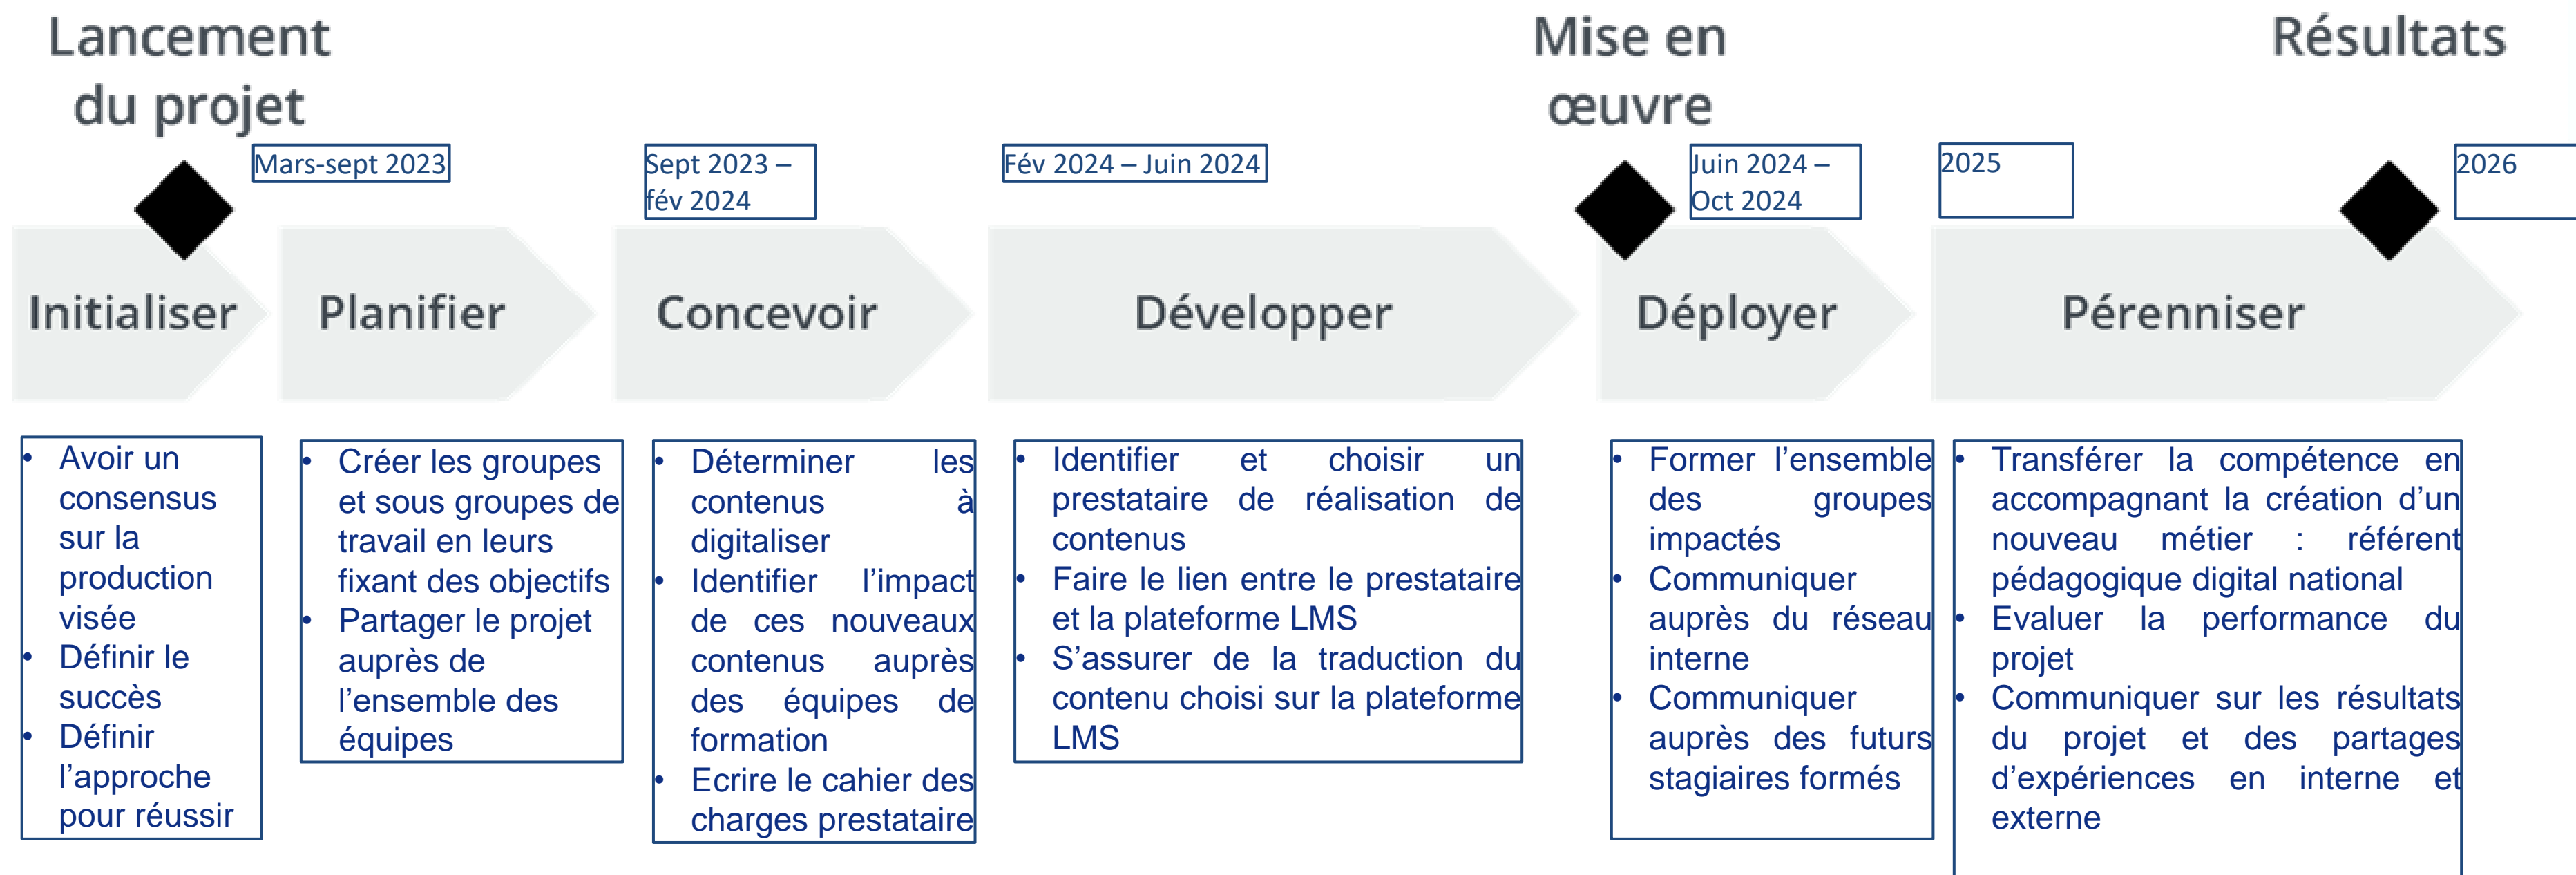 Lancement
du projet
Mise en
œuvre
Résultats
Mars-sept 2023
Sept 2023 –
fév 2024
Fév 2024 – Juin 2024
Juin 2024 –
Oct 2024
2025
2026
Initialiser
Planifier
Concevoir
Développer
Déployer
Pérenniser
• Avoir un
consensus
sur la
production
visée
• Définir le
succès
• Définir
l’approche
pour réussir
• Créer les groupes
et sous groupes de
travail en leurs
fixant des objectifs
• Partager le projet
auprès de
l’ensemble des
équipes
• Déterminer les
contenus à
digitaliser
• Identifier l’impact
de ces nouveaux
contenus auprès
des équipes de
formation
• Ecrire le cahier des
charges prestataire
• Identifier et choisir un
prestataire de réalisation de
contenus
• Faire le lien entre le prestataire
et la plateforme LMS
• S’assurer de la traduction du
contenu choisi sur la plateforme
LMS
• Former l’ensemble
des groupes
impactés
• Communiquer
auprès du réseau
interne
• Communiquer
auprès des futurs
stagiaires formés
• Transférer la compétence en
accompagnant la création d’un
nouveau métier : référent
pédagogique digital national
• Evaluer la performance du
projet
• Communiquer sur les résultats
du projet et des partages
d’expériences en interne et
externe